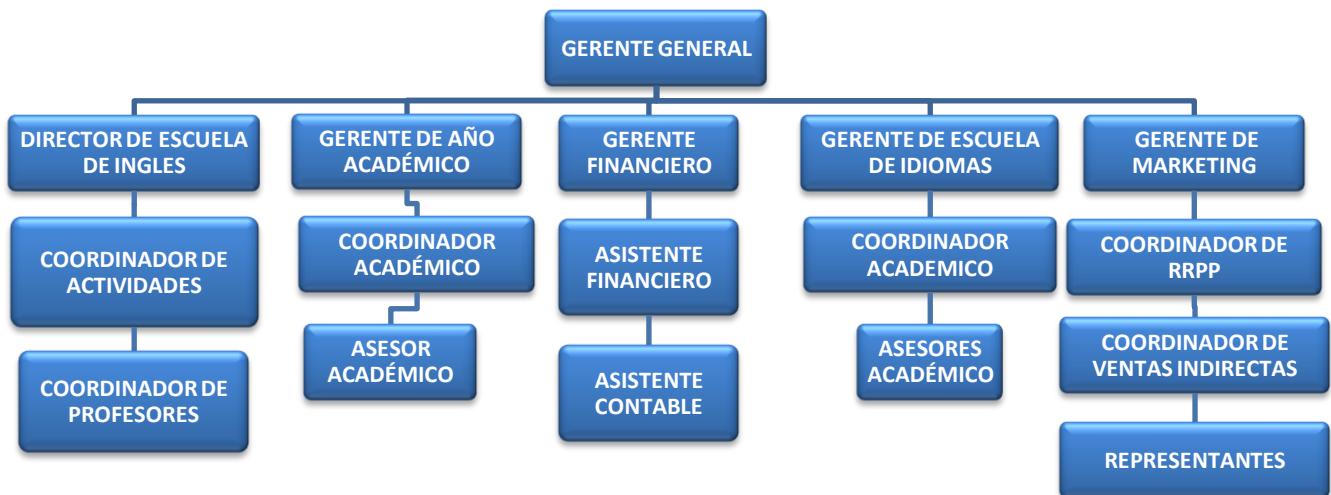 GERENTE GENERAL
DIRECTOR DE ESCUELA
DE INGLES
GERENTE DE AÑO
ACADÉMICO
GERENTE
FINANCIERO
GERENTE DE ESCUELA
DE IDIOMAS
GERENTE DE
MARKETING
COORDINADOR DE
ACTIVIDADES
COORDINADOR
ACADÉMICO
ASISTENTE
FINANCIERO
COORDINADOR
ACADEMICO
COORDINADOR DE
RRPP
COORDINADOR DE
PROFESORES
ASESOR
ACADÉMICO
ASISTENTE
CONTABLE
ASESORES
ACADÉMICO
COORDINADOR DE
VENTAS INDIRECTAS
REPRESENTANTES